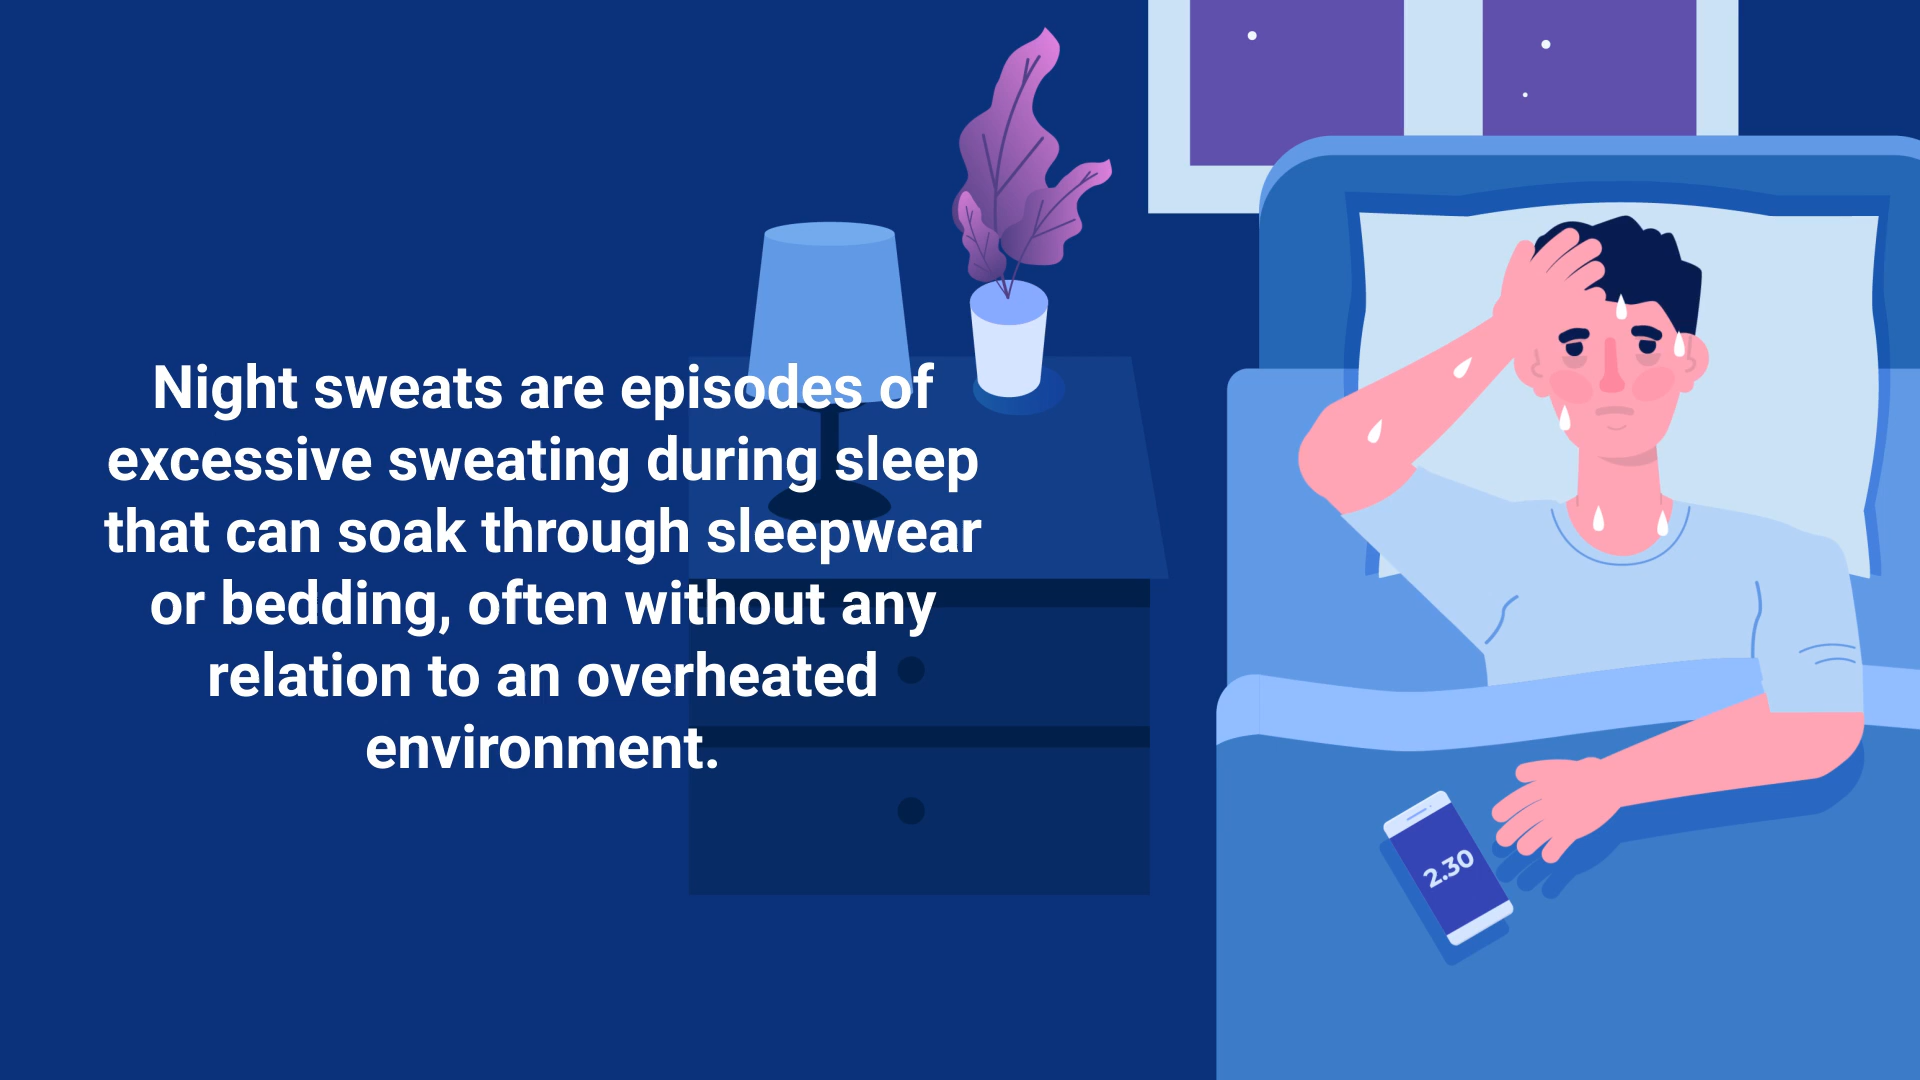 Night sweats are episodes of
excessive sweating during sleep
that can soak through sleepwear
or bedding, often without any
relation to an overheated
environment.
2.30